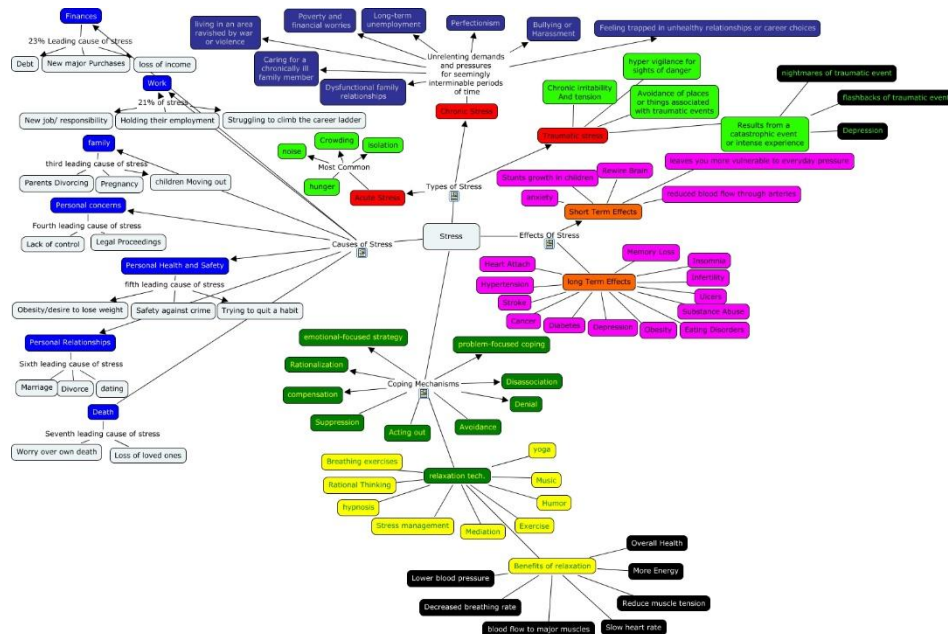 Finances
23% Leading cause of stress
Debt
New major Purchases
loss of income
Work
21% of stress
New job/ responsibility
Holding their employment
Struggling to climb the career ladder
family
third leading cause of stress
Parents Divorcing
Pregnancy
children Moving out
Personal concerns
Fourth leading cause of stress
Lack of control
Legal Proceedings
Personal Health and Safety
fifth leading cause of stress
Obesity/desire to lose weight
Safety against crime
Trying to quit a habit
Personal Relationships
Sixth leading cause of stress
Marriage
Divorce
dating
Death
Seventh leading cause of stress
Worry over own death
Loss of loved ones
Causes of Stress
Stress
living in an area
ravished by war
or violence
Poverty and
financial worries
Long-term
unemployment
Perfectionism
Bullying or
Harassment
Feeling trapped in unhealthy relationships or career choices
Caring for a
chronically ill
family member
Dysfunctional family
relationships
Unrelenting demands
and pressures
for seemingly
interminable periods
of time
Chronic Stress
Crowding
noise
isolation
Most Common
hunger
Acute Stress
Types of Stress
Traumatic stress
Chronic irritability
And tension
hyper vigilance for
sights of danger
Avoidance of places
or things associated
with traumatic events
Results from a
catastrophic event
or intense experience
nightmares of traumatic event
flashbacks of traumatic event
Depression
Effects Of Stress
Short Term Effects
Stunts growth in children
anxiety
leaves you more vulnerable to everyday pressure
reduced blood flow through arteries
long Term Effects
Heart Attach
Hypertension
Stroke
Cancer
Diabetes
Depression
Obesity
Eating Disorders
Substance Abuse
Ulcers
Infertility
Insomnia
Memory Loss
Coping Mechanisms
emotional-focused strategy
problem-focused coping
Rationalization
compensation
Suppression
Acting out
Avoidance
Denial
Disassociation
relaxation tech.
Breathing exercises
Rational Thinking
hypnosis
Stress management
Mediation
Exercise
Humor
Music
yoga
Benefits of relaxation
Lower blood pressure
Decreased breathing rate
blood flow to major muscles
Slow heart rate
Reduce muscle tension
More Energy
Overall Health